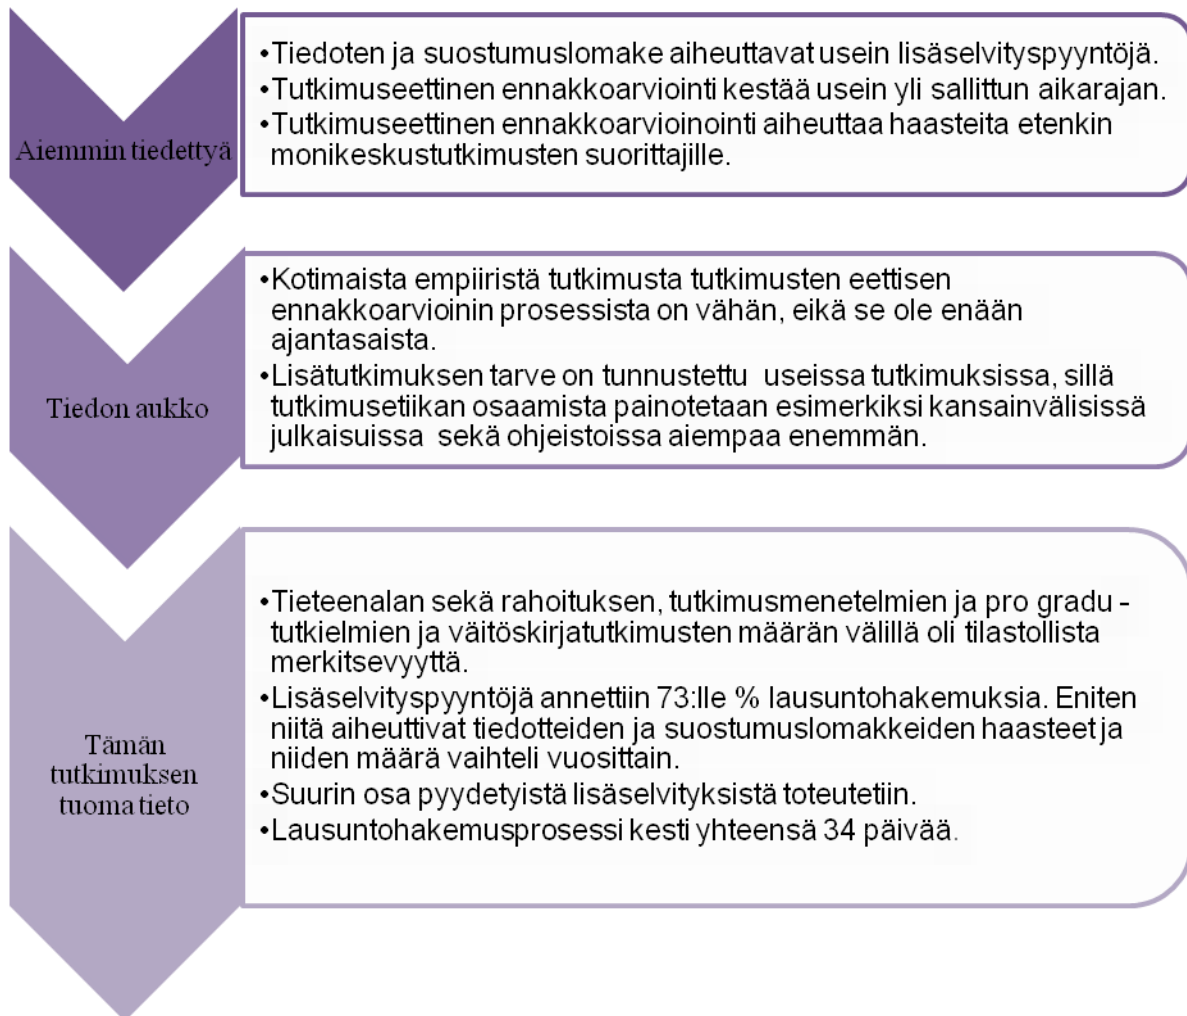 Aiemmin tiedettyä
•Tiedoten ja suostumuslomake aiheuttavat usein lisäselvityspyyntöjä.
•Tutkimuseettinen ennakkoarviointi kestää usein yli sallittun aikarajan.
•Tutkimuseettinen ennakkoarvioinointi aiheuttaa haasteita etenkin
monikeskustutkimusten suorittajille.
Tiedon aukko
•Kotimaista empiiristä tutkimusta tutkimusten eettisen
ennakkoarvioinin prosessista on vähän, eikä se ole enään
ajantasaista.
•Lisätutkimuksen tarve on tunnustettu useissa tutkimuksissa, sillä
tutkimusetiikan osaamista painotetaan esimerkiksi kansainvälisissä
julkaisuissa sekä ohjeistoissa aiempaa enemmän.
Tämän
tutkimuksen
tuoma tieto
•Tieteenalan sekä rahoituksen, tutkimusmenetelmien ja pro gradu -
tutkielmien ja väitöskirjatutkimusten määrän välillä oli tilastollista
merkitsevyyttä.
•Lisäselvityspyyntöjä annettiin 73:lle % lausuntohakemuksia. Eniten
niitä aiheuttivat tiedotteiden ja suostumuslomakkeiden haasteet ja
niiden määrä vaihteli vuosittain.
•Suurin osa pyydetyistä lisäselvityksistä toteutetiin.
•Lausuntohakemusprosessi kesti yhteensä 34 päivää.